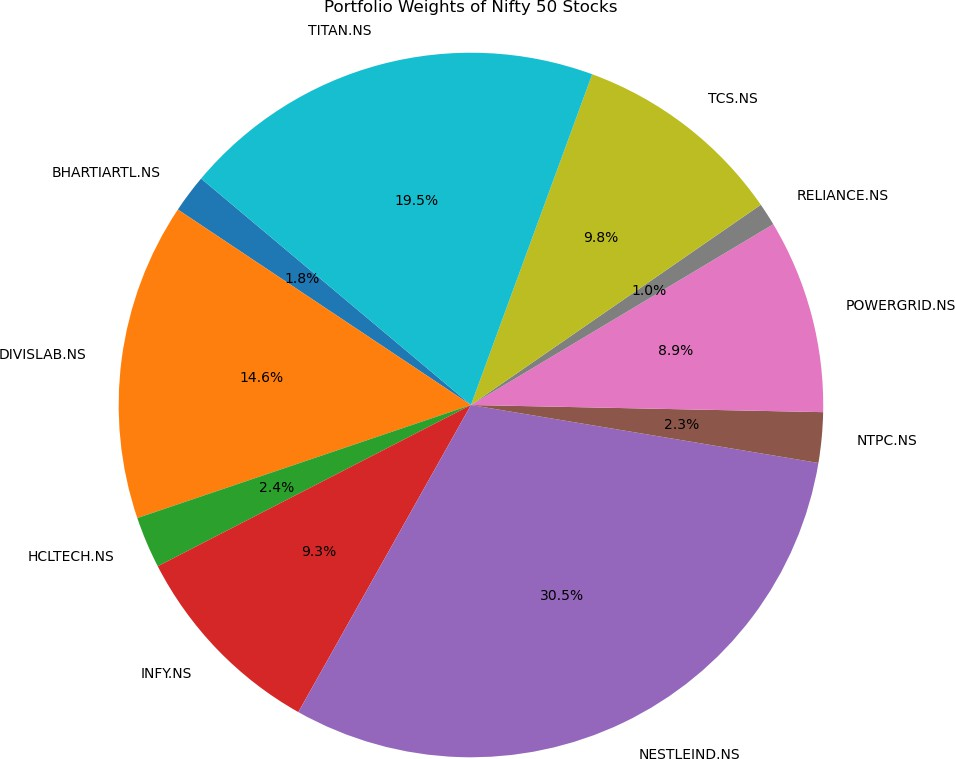 Portfolio Weights of Nifty 50 Stocks
TITAN.NS
TCS.NS
BHARTIARTL.NS
RELIANCE.NS
19.5%
9.8%
1.8%
1.0%
POWERGRID.NS
DIVISLAB.NS
8.9%
14.6%
2.3%
NTPC.NS
2.4%
HCLTECH.NS
9.3%
30.5%
INFY.NS
NESTLEIND.NS